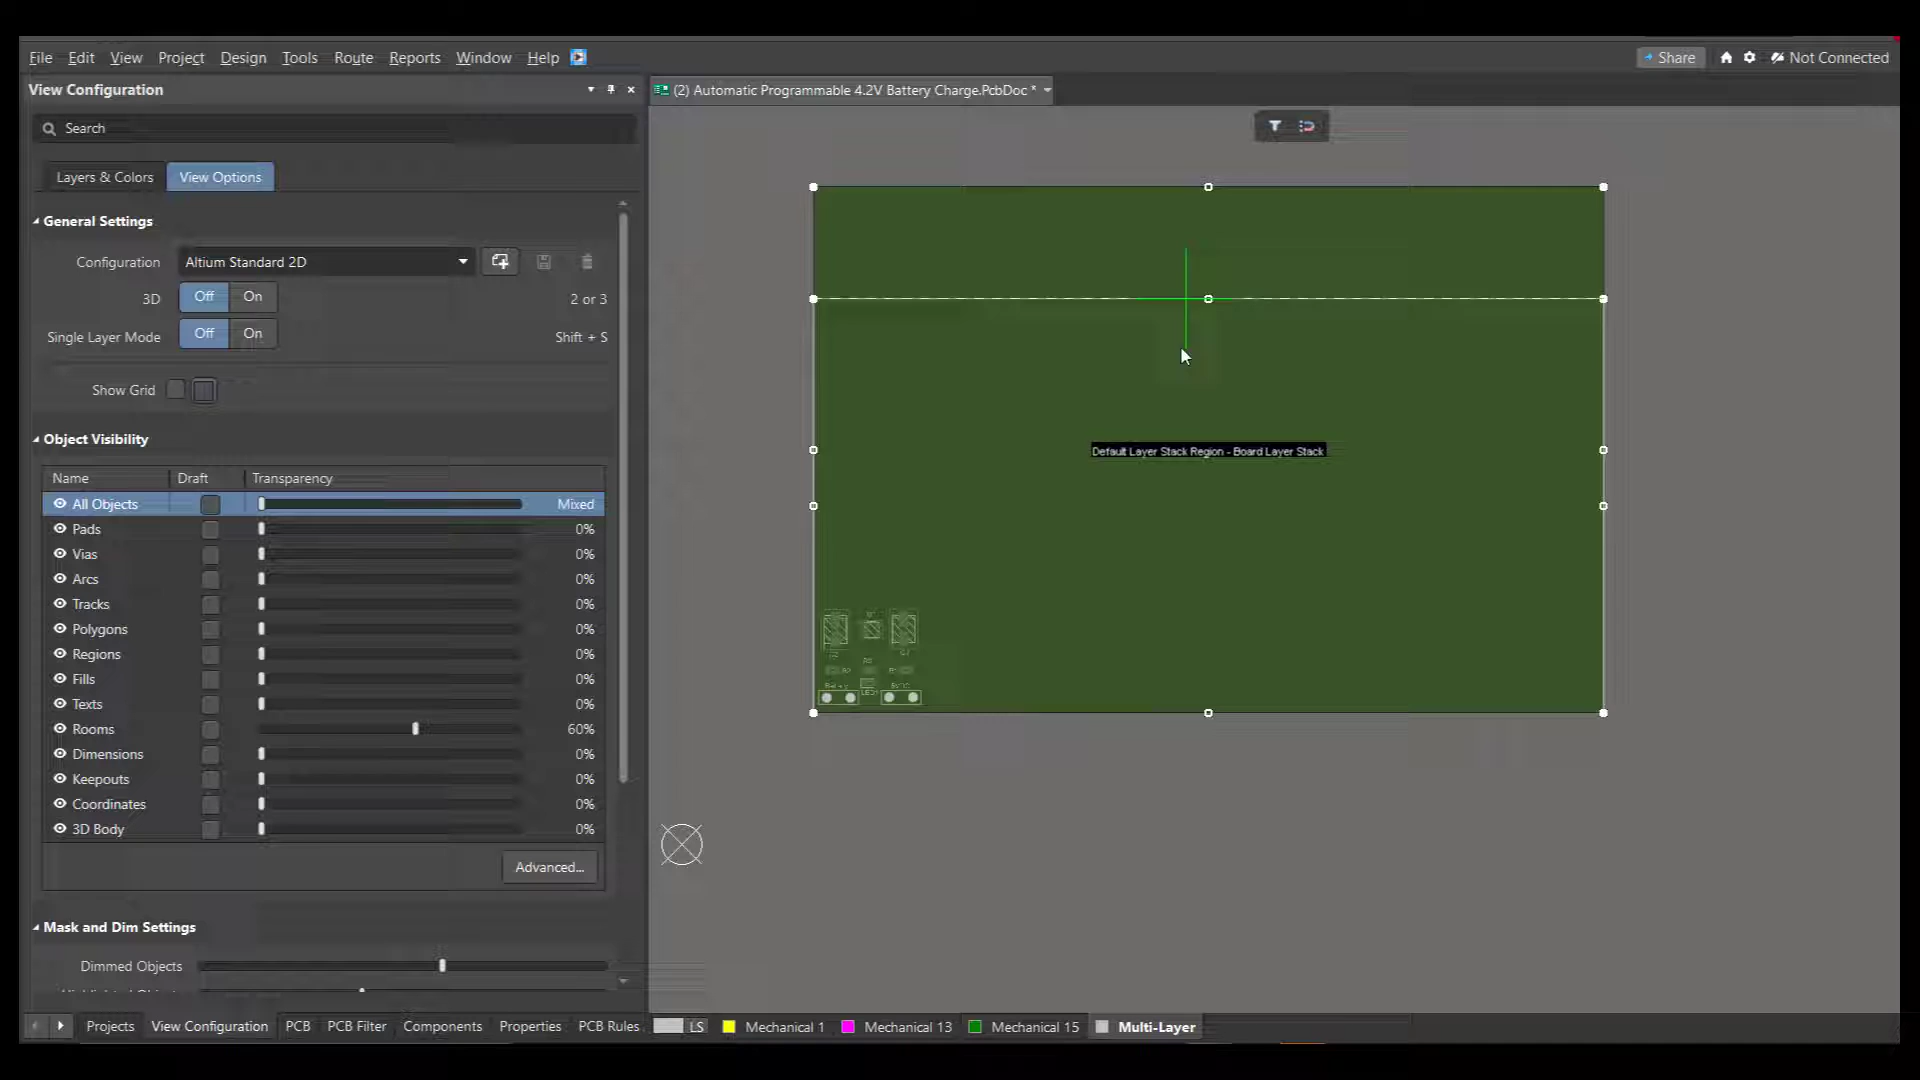 File Edit View Project Design Tools Route Reports Window Help
Share Not Connected
View Configuration
(2) Automatic Programmable 4.2V Battery Charge.PcbDoc *
Search
Layers & Colors View Options
General Settings
Configuration Altium Standard 2D
3D Off On 2 or 3
Single Layer Mode Off On Shift + S
Show Grid
Object Visibility
Name Draft Transparency
All Objects Mixed
Pads 0%
Vias 0%
Arcs 0%
Tracks 0%
Polygons 0%
Regions 0%
Fills 0%
Texts 0%
Rooms 60%
Dimensions 0%
Keepouts 0%
Coordinates 0%
3D Body 0%
Advanced...
Mask and Dim Settings
Dimmed Objects
Default Layer Stack Region - Board Layer Stack
Projects View Configuration PCB PCB Filter Components Properties PCB Rules
LS Mechanical 1 Mechanical 13 Mechanical 15 Multi-Layer